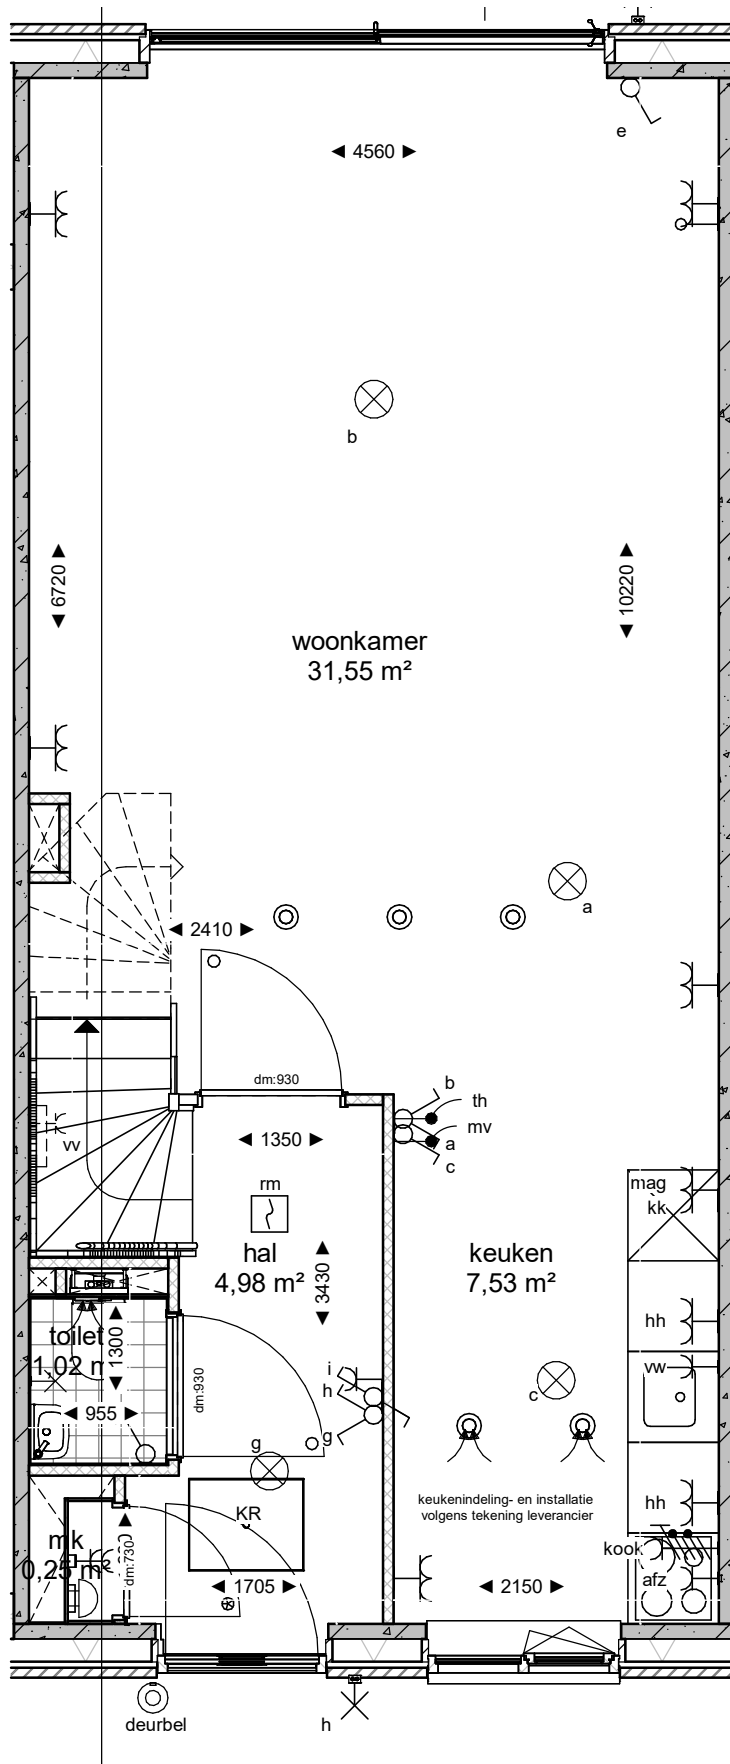 e
4560
b
6720
10220
woonkamer
31,55 m²
a
2410
dm:930
b
th
mv
a
c
vv
1350
rm
mag
kk
hal
4,98 m²
3430
keuken
7,53 m²
hh
toilet
1,02 m
1300
vw
i
h
c
dm:930
955
g
g
keukenindeling- en installatie
volgens tekening leverancier
hh
KR
mk
0,25 m²
dm:730
kook
afz
1705
2150
deurbel
h